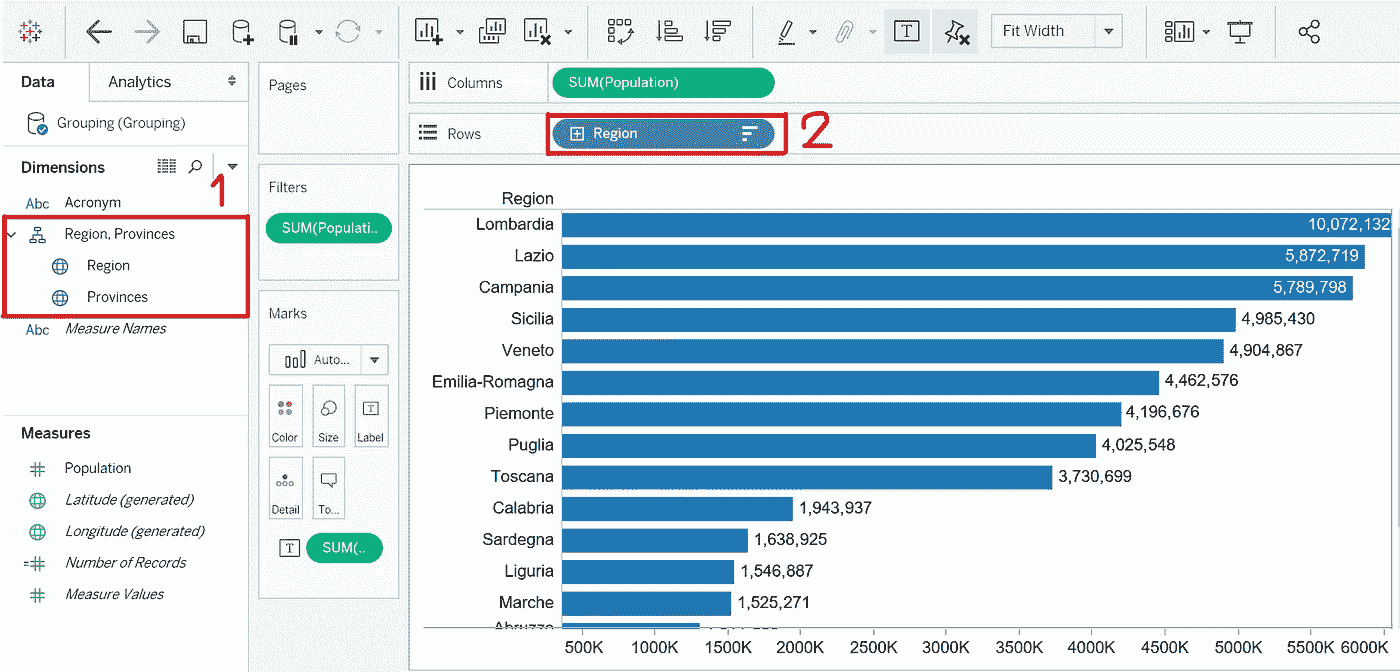 Fit Width
Data
Analytics
Pages
Columns
SUM(Population)
Grouping (Grouping)
Rows
Region
2
Dimensions
1
Filters
Abc Acronym
SUM(Populati..
Region, Provinces
Region
Provinces
Abc Measure Names
Marks
Auto...
Color
Size
T
Label
Detail
To...
T
SUM(..
Measures
Population
Latitude (generated)
Longitude (generated)
Number of Records
Measure Values
Region
Lombardia 10,072,132
Lazio 5,872,719
Campania 5,789,798
Sicilia 4,985,430
Veneto 4,904,867
Emilia-Romagna 4,462,576
Piemonte 4,196,676
Puglia 4,025,548
Toscana 3,730,699
Calabria 1,943,937
Sardegna 1,638,925
Liguria 1,546,887
Marche 1,525,271
Abruzzo
500K 1000K 1500K 2000K 2500K 3000K 3500K 4000K 4500K 5000K 5500K 6000K